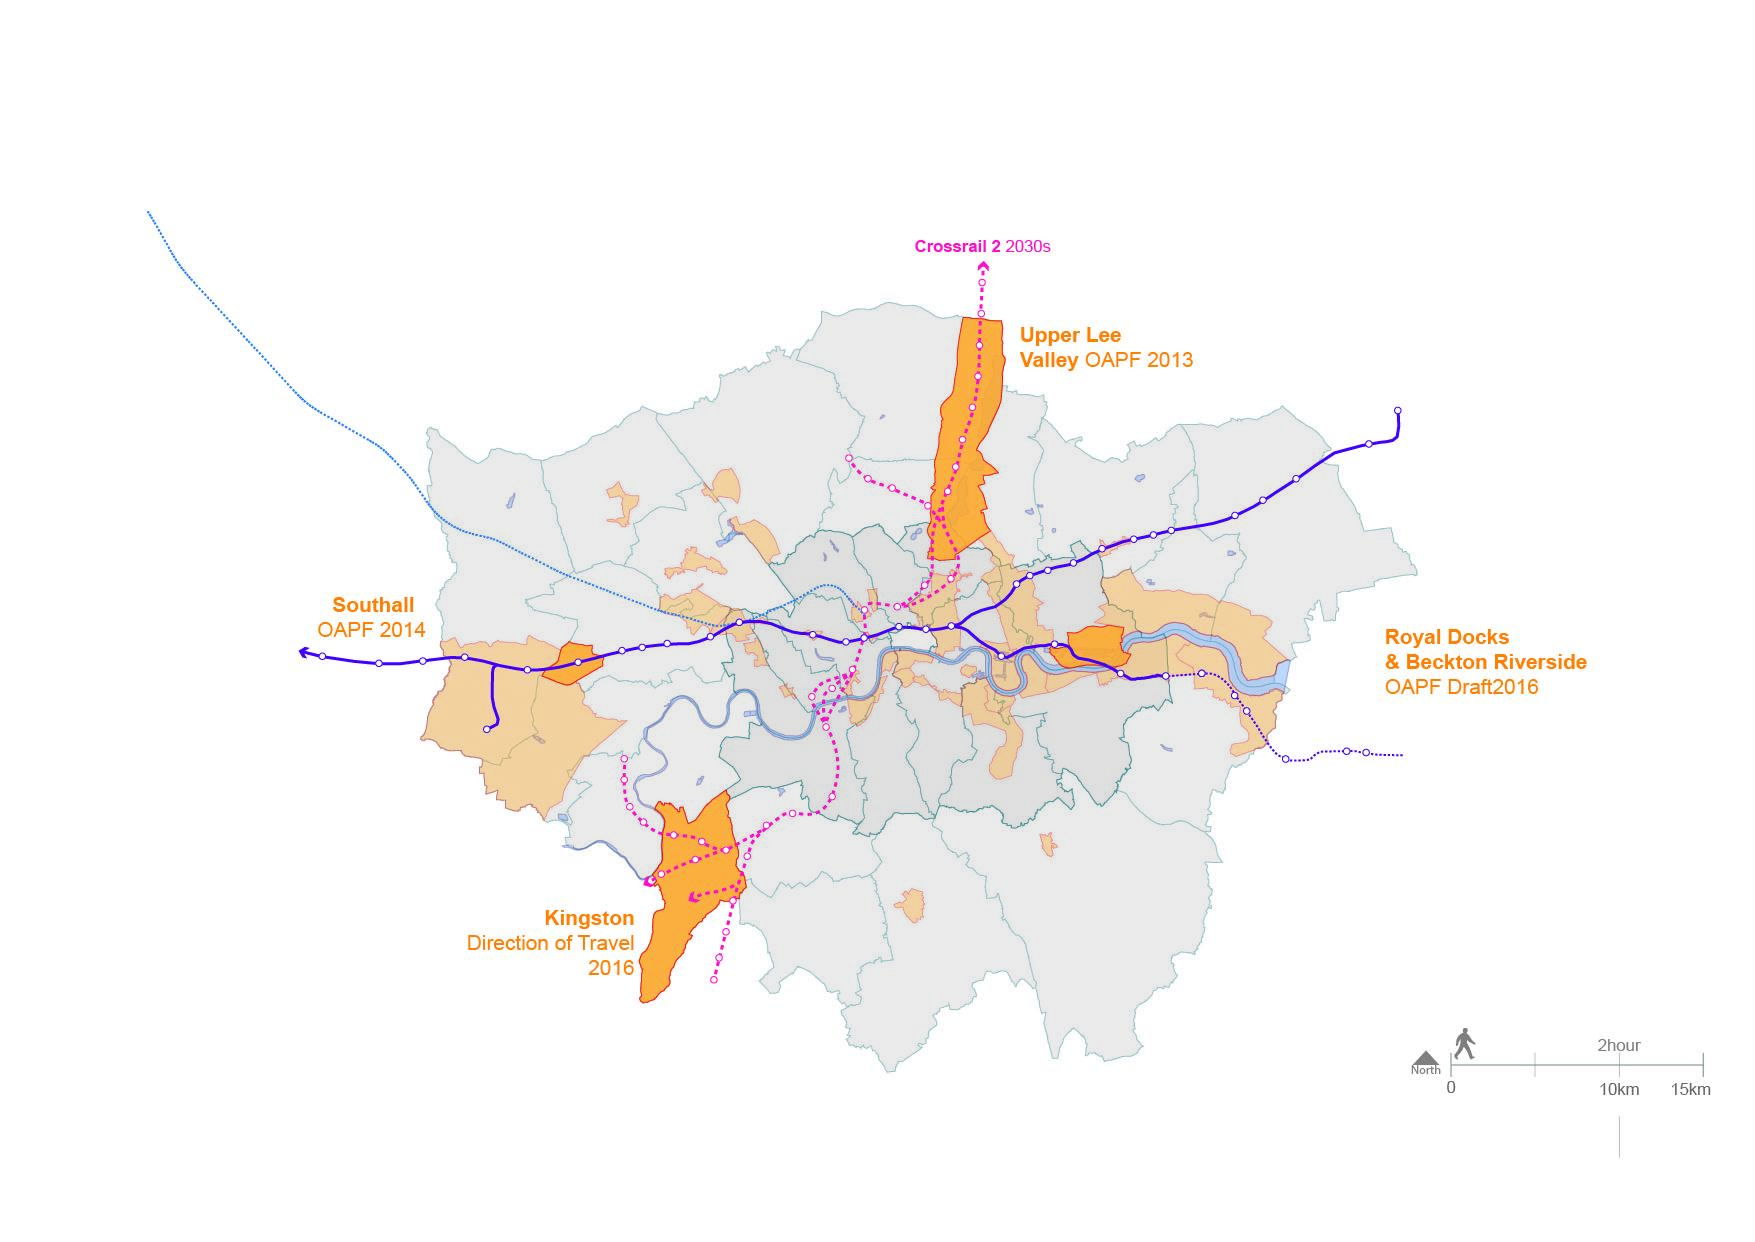 Crossrail 2 2030s
Upper Lee
Valley OAPF 2013
Southall
OAPF 2014
Royal Docks
& Beckton Riverside
OAPF Draft2016
Kingston
Direction of Travel
2016
2hour
North
0
10km
15km